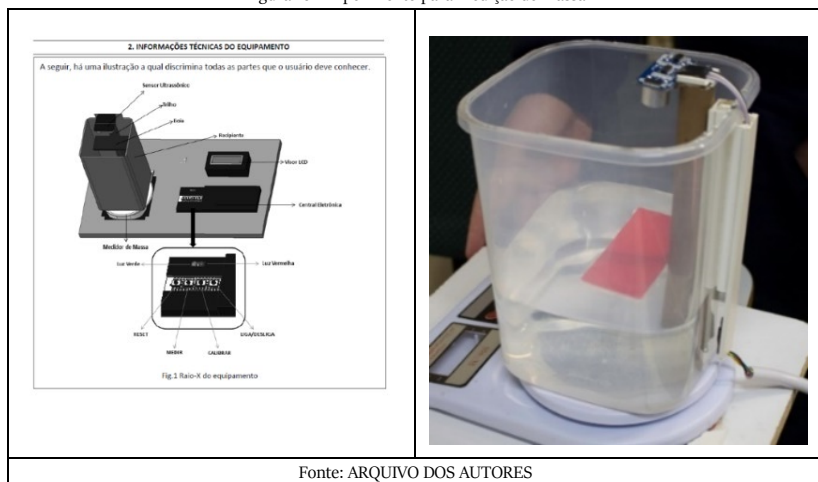 2. INFORMAÇÕES TÉCNICAS DO EQUIPAMENTO
A seguir, há uma ilustração a qual discrimina todas as partes que o usuário deve conhecer.
Sensor Ultrassônico
Trilho
Recipiente
Visor LED
Central Eletrônica
Medidor de Massa
Luz Verde
Luz Vermelha
RESET
LIGA/DESLIGA
MEDIR
CALIBRAR
Fig.1 Raio-X do equipamento
Fonte: ARQUIVO DOS AUTORES